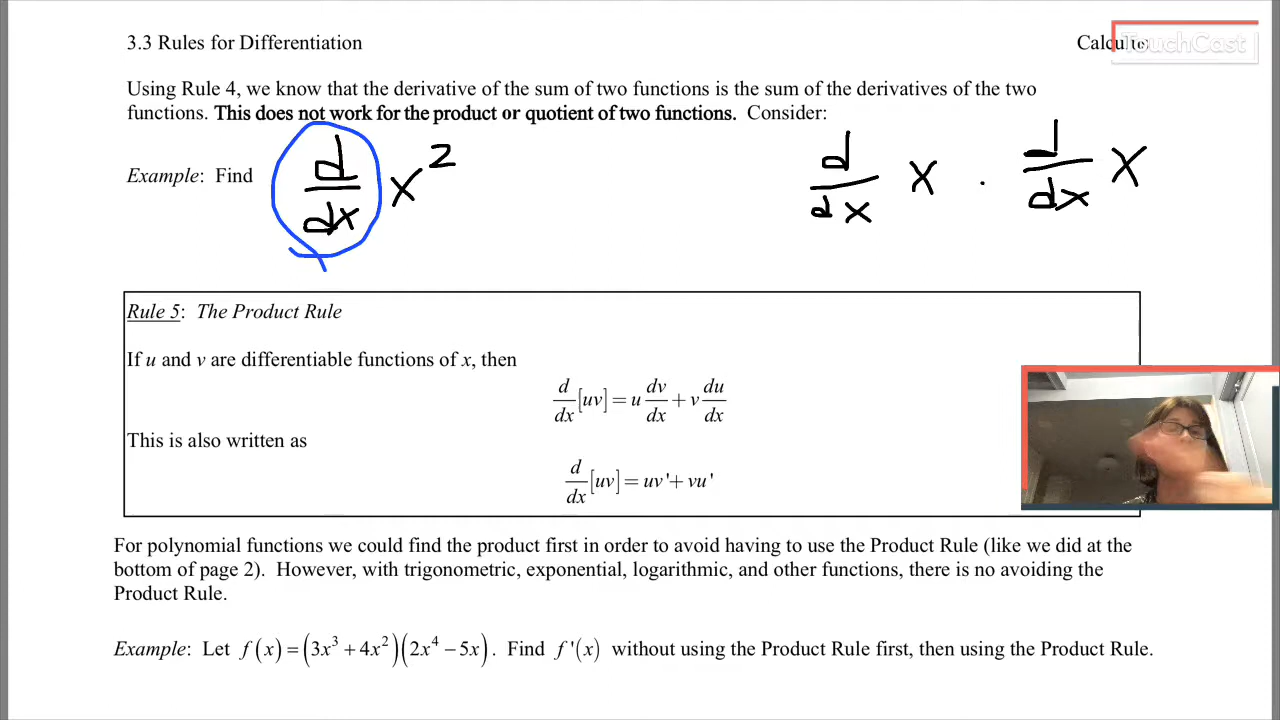 3.3 Rules for Differentiation
Calculus
TouchCast
Using Rule 4, we know that the derivative of the sum of two functions is the sum of the derivatives of the two
functions. This does not work for the product or quotient of two functions. Consider:
Example: Find d/dx x² d/dx x · d/dx x
Rule 5: The Product Rule
If u and v are differentiable functions of x, then
d/dx [uv] = u dv/dx + v du/dx
This is also written as
d/dx [uv] = uv' + vu'
For polynomial functions we could find the product first in order to avoid having to use the Product Rule (like we did at the
bottom of page 2). However, with trigonometric, exponential, logarithmic, and other functions, there is no avoiding the
Product Rule.
Example: Let f(x) = (3x³ + 4x²)(2x⁴ − 5x). Find f'(x) without using the Product Rule first, then using the Product Rule.